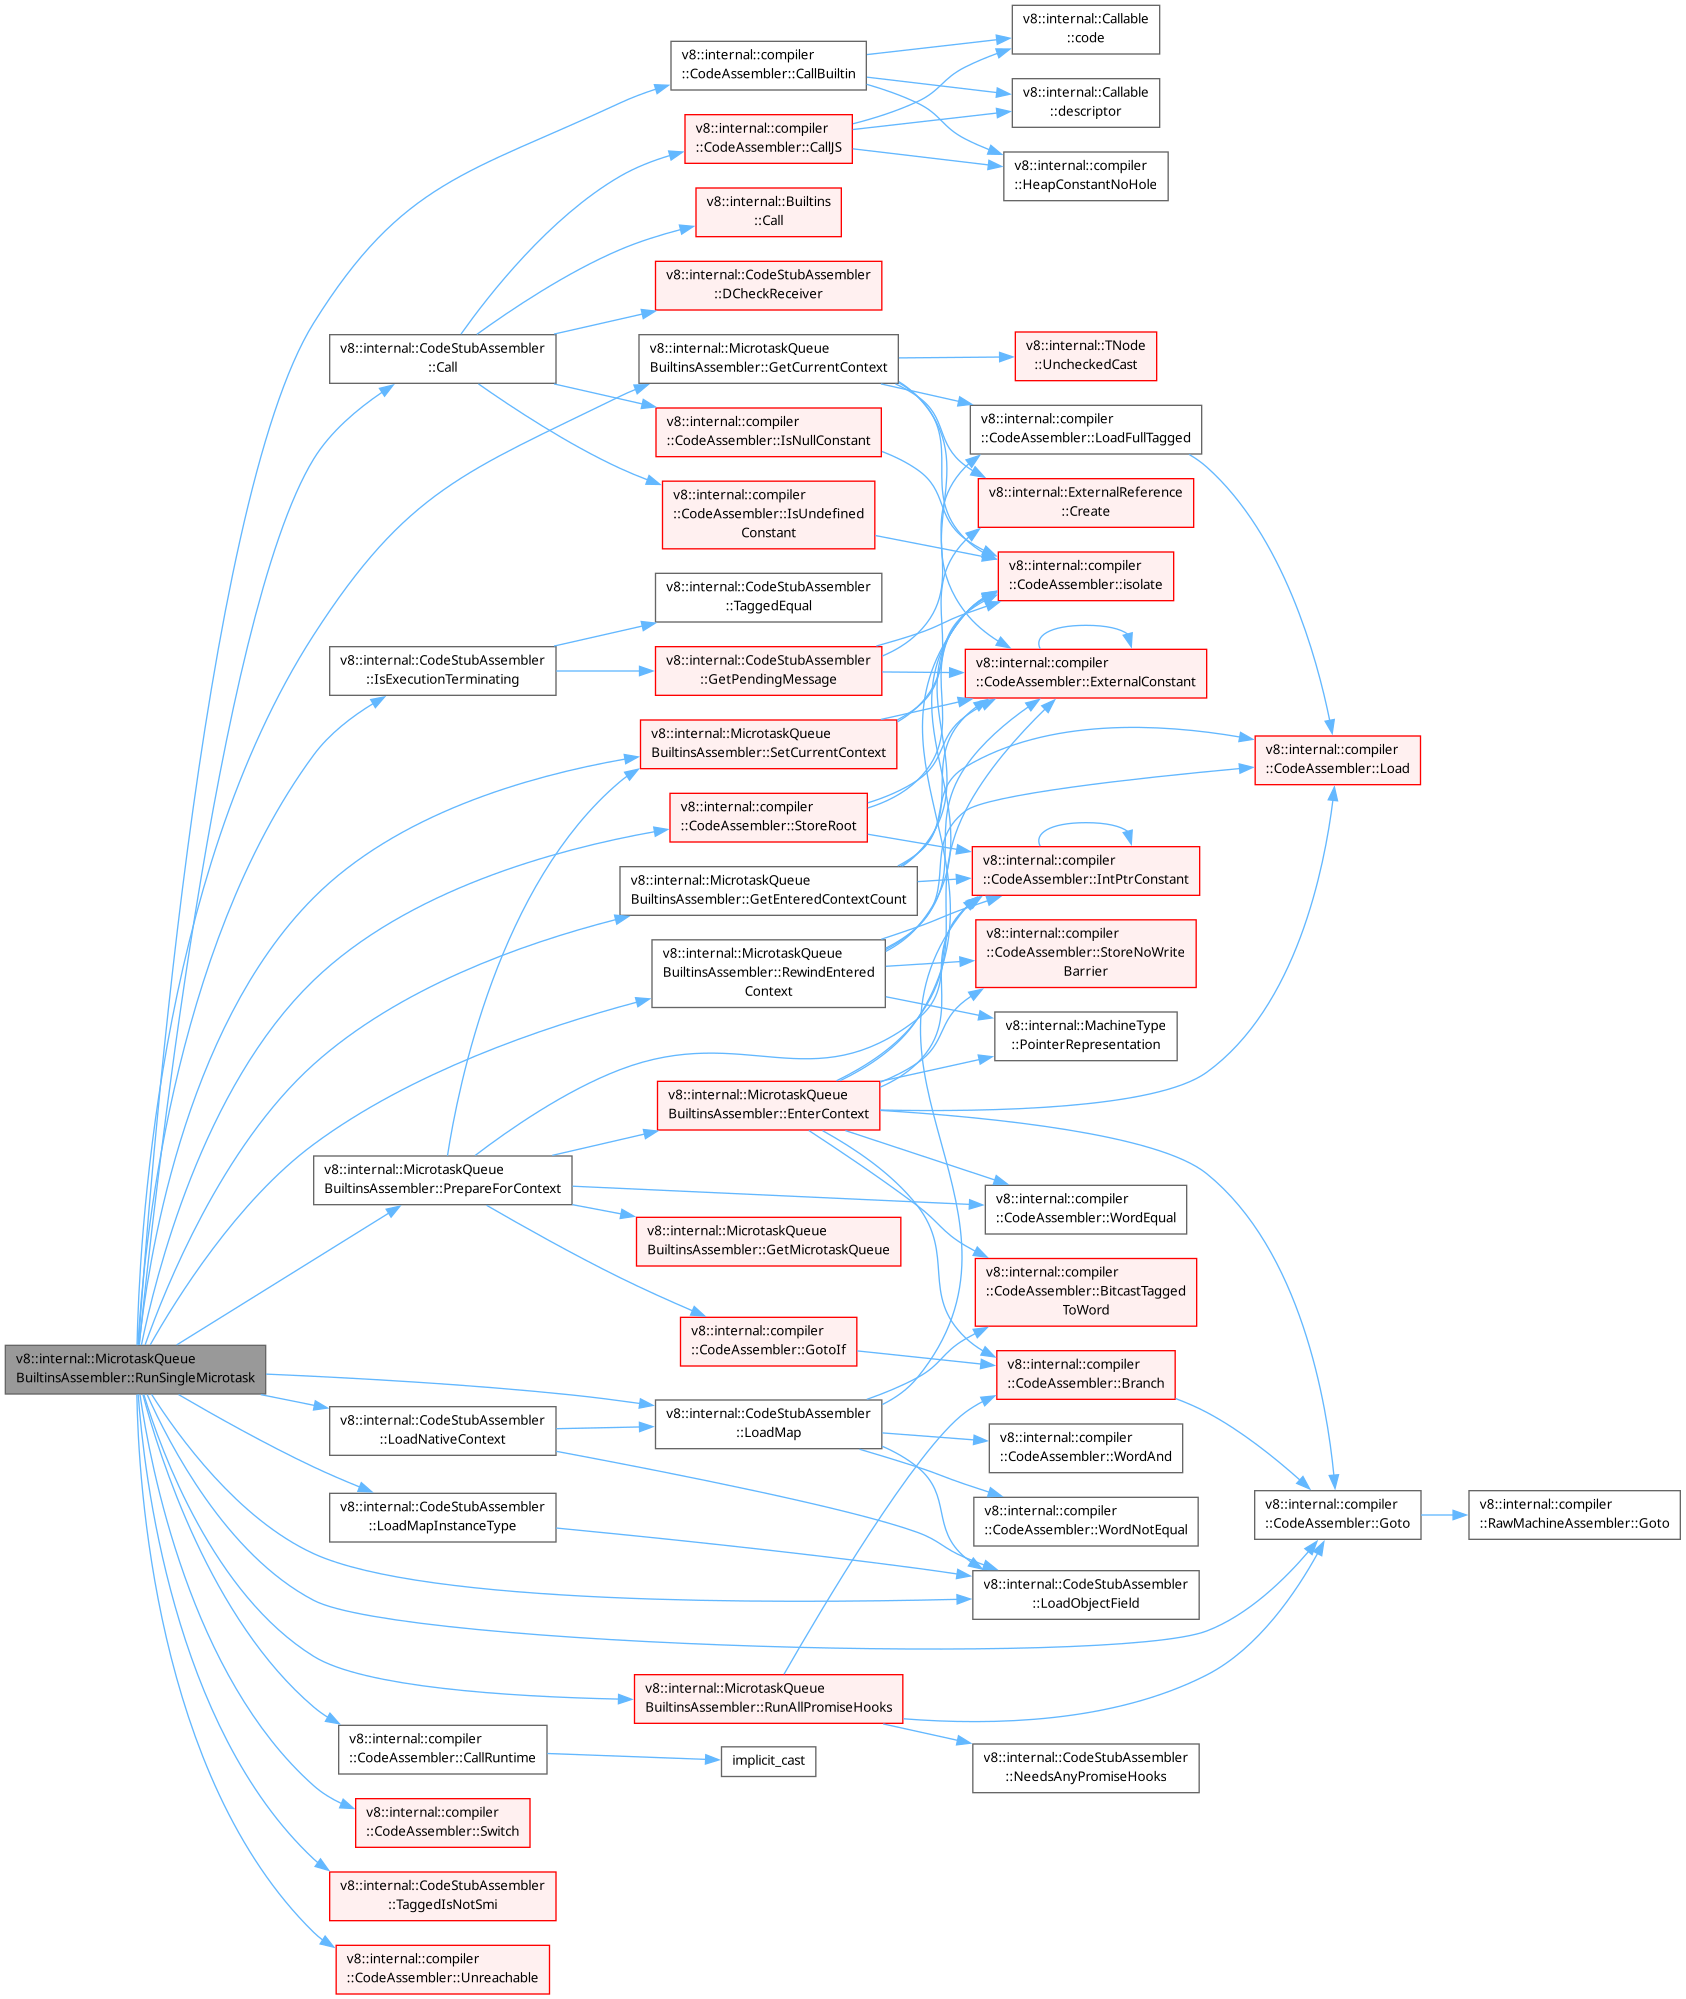 v8::internal::MicrotaskQueue
BuiltinsAssembler::RunSingleMicrotask
v8::internal::CodeStubAssembler
::Call
v8::internal::CodeStubAssembler
::IsExecutionTerminating
v8::internal::MicrotaskQueue
BuiltinsAssembler::PrepareForContext
v8::internal::CodeStubAssembler
::LoadNativeContext
v8::internal::CodeStubAssembler
::LoadMapInstanceType
v8::internal::compiler
::CodeAssembler::CallRuntime
v8::internal::compiler
::CodeAssembler::Switch
v8::internal::CodeStubAssembler
::TaggedIsNotSmi
v8::internal::compiler
::CodeAssembler::Unreachable
v8::internal::compiler
::CodeAssembler::CallBuiltin
v8::internal::compiler
::CodeAssembler::CallJS
v8::internal::Builtins
::Call
v8::internal::CodeStubAssembler
::DCheckReceiver
v8::internal::MicrotaskQueue
BuiltinsAssembler::GetCurrentContext
v8::internal::compiler
::CodeAssembler::IsNullConstant
v8::internal::compiler
::CodeAssembler::IsUndefined
Constant
v8::internal::CodeStubAssembler
::TaggedEqual
v8::internal::CodeStubAssembler
::GetPendingMessage
v8::internal::MicrotaskQueue
BuiltinsAssembler::SetCurrentContext
v8::internal::compiler
::CodeAssembler::StoreRoot
v8::internal::MicrotaskQueue
BuiltinsAssembler::GetEnteredContextCount
v8::internal::MicrotaskQueue
BuiltinsAssembler::RewindEntered
Context
v8::internal::MicrotaskQueue
BuiltinsAssembler::EnterContext
v8::internal::MicrotaskQueue
BuiltinsAssembler::GetMicrotaskQueue
v8::internal::compiler
::CodeAssembler::GotoIf
v8::internal::CodeStubAssembler
::LoadMap
v8::internal::MicrotaskQueue
BuiltinsAssembler::RunAllPromiseHooks
implicit_cast
v8::internal::Callable
::code
v8::internal::Callable
::descriptor
v8::internal::compiler
::HeapConstantNoHole
v8::internal::TNode
::UncheckedCast
v8::internal::compiler
::CodeAssembler::LoadFullTagged
v8::internal::ExternalReference
::Create
v8::internal::compiler
::CodeAssembler::isolate
v8::internal::compiler
::CodeAssembler::ExternalConstant
v8::internal::compiler
::CodeAssembler::IntPtrConstant
v8::internal::compiler
::CodeAssembler::StoreNoWrite
Barrier
v8::internal::MachineType
::PointerRepresentation
v8::internal::compiler
::CodeAssembler::WordEqual
v8::internal::compiler
::CodeAssembler::BitcastTagged
ToWord
v8::internal::compiler
::CodeAssembler::Branch
v8::internal::compiler
::CodeAssembler::WordAnd
v8::internal::compiler
::CodeAssembler::WordNotEqual
v8::internal::CodeStubAssembler
::LoadObjectField
v8::internal::CodeStubAssembler
::NeedsAnyPromiseHooks
v8::internal::compiler
::CodeAssembler::Load
v8::internal::compiler
::CodeAssembler::Goto
v8::internal::compiler
::RawMachineAssembler::Goto